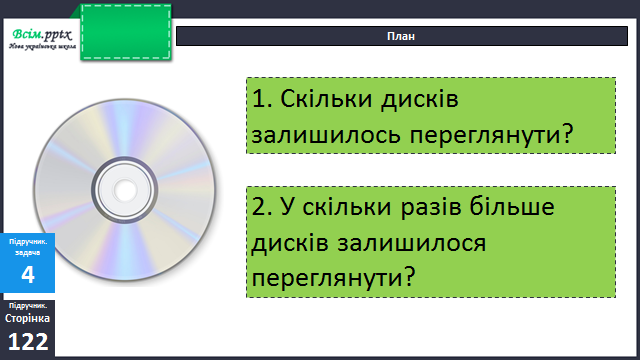 Всім.pptx
Нова українська школа
План
1. Скільки дисків
залишилось переглянути?
2. У скільки разів більше
дисків залишилося
переглянути?
Підручник.
задача
4
Підручник.
Сторінка
122